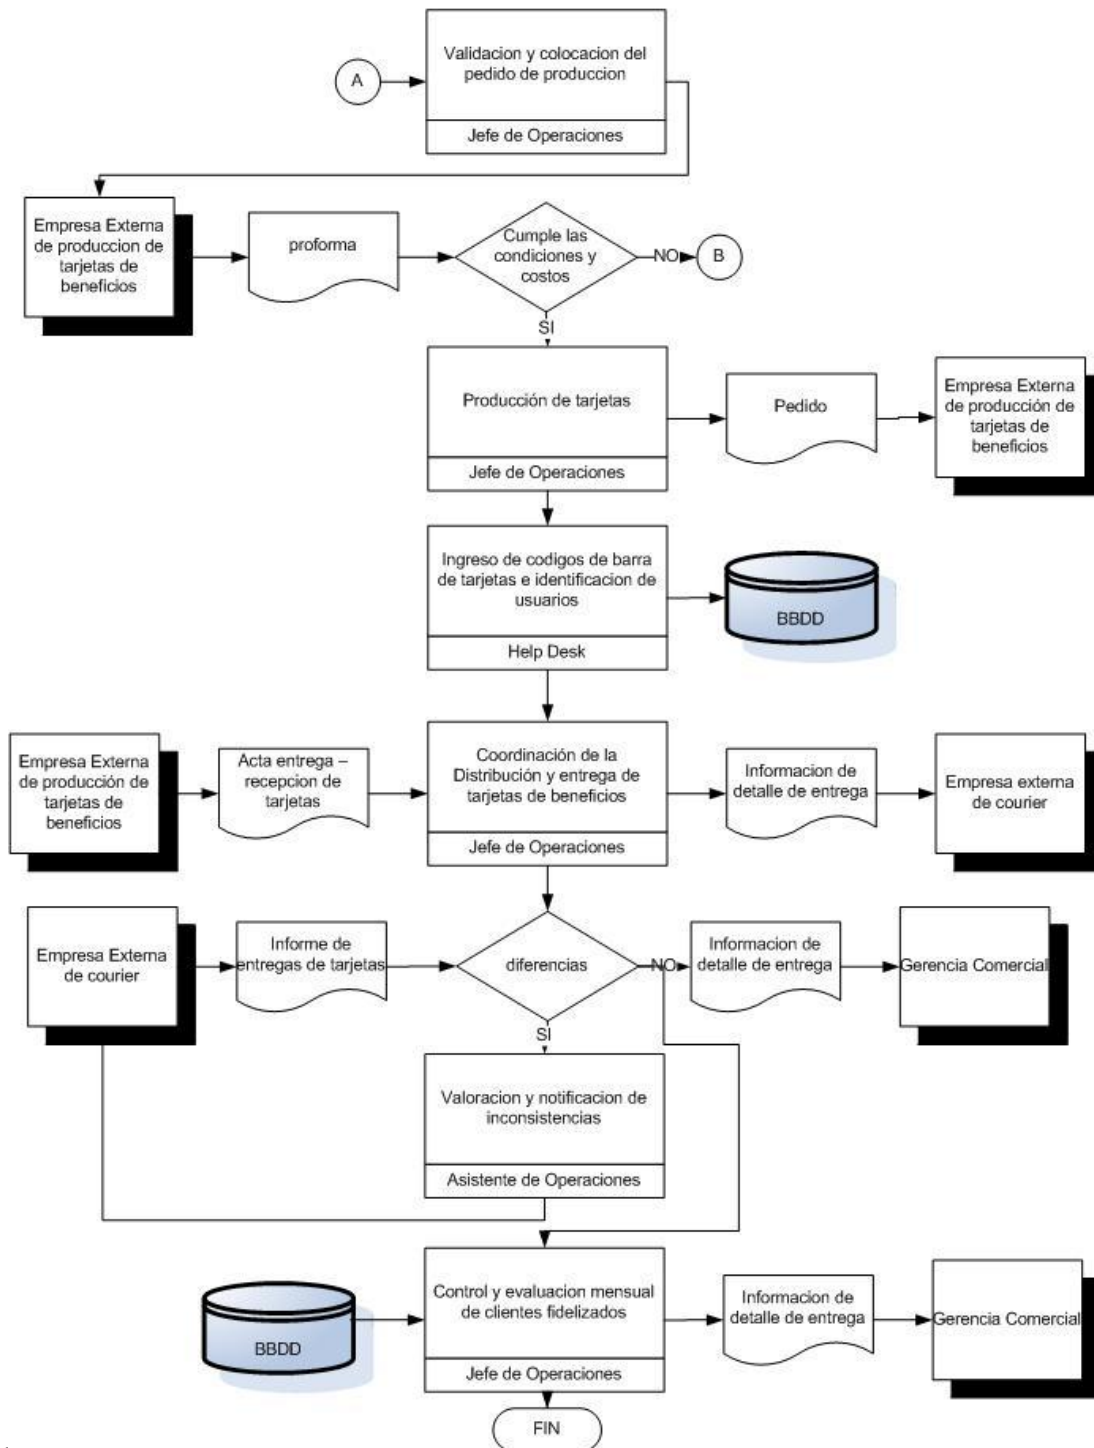 Validacion y colocacion del
pedido de produccion
A
Jefe de Operaciones
Empresa Externa
de produccion de
tarjetas de
beneficios
proforma
Cumple las
condiciones y
costos
NO
B
SI
Producción de tarjetas
Jefe de Operaciones
Pedido
Empresa Externa
de producción de
tarjetas de
beneficios
Ingreso de codigos de barra
de tarjetas e identificacion de
usuarios
Help Desk
BBDD
Empresa Externa
de producción de
tarjetas de
beneficios
Acta entrega –
recepcion de
tarjetas
Coordinación de la
Distribución y entrega de
tarjetas de beneficios
Jefe de Operaciones
Informacion de
detalle de entrega
Empresa externa
de courier
Empresa Externa
de courier
Informe de
entregas de tarjetas
diferencias
NO
Informacion de
detalle de entrega
Gerencia Comercial
SI
Valoracion y notificacion de
inconsistencias
Asistente de Operaciones
BBDD
Control y evaluacion mensual
de clientes fidelizados
Jefe de Operaciones
Informacion de
detalle de entrega
Gerencia Comercial
FIN